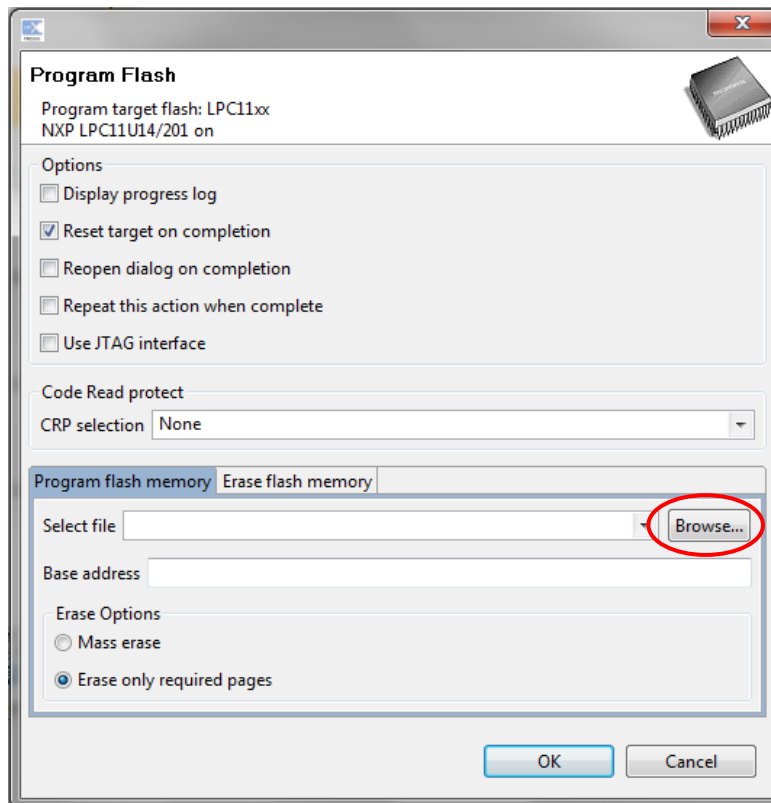 Program Flash
Program target flash: LPC11xx
NXP LPC11U14/201 on
Options
Display progress log
Reset target on completion
Reopen dialog on completion
Repeat this action when complete
Use JTAG interface
Code Read protect
CRP selection None
Program flash memory Erase flash memory
Select file Browse...
Base address
Erase Options
Mass erase
Erase only required pages
OK Cancel